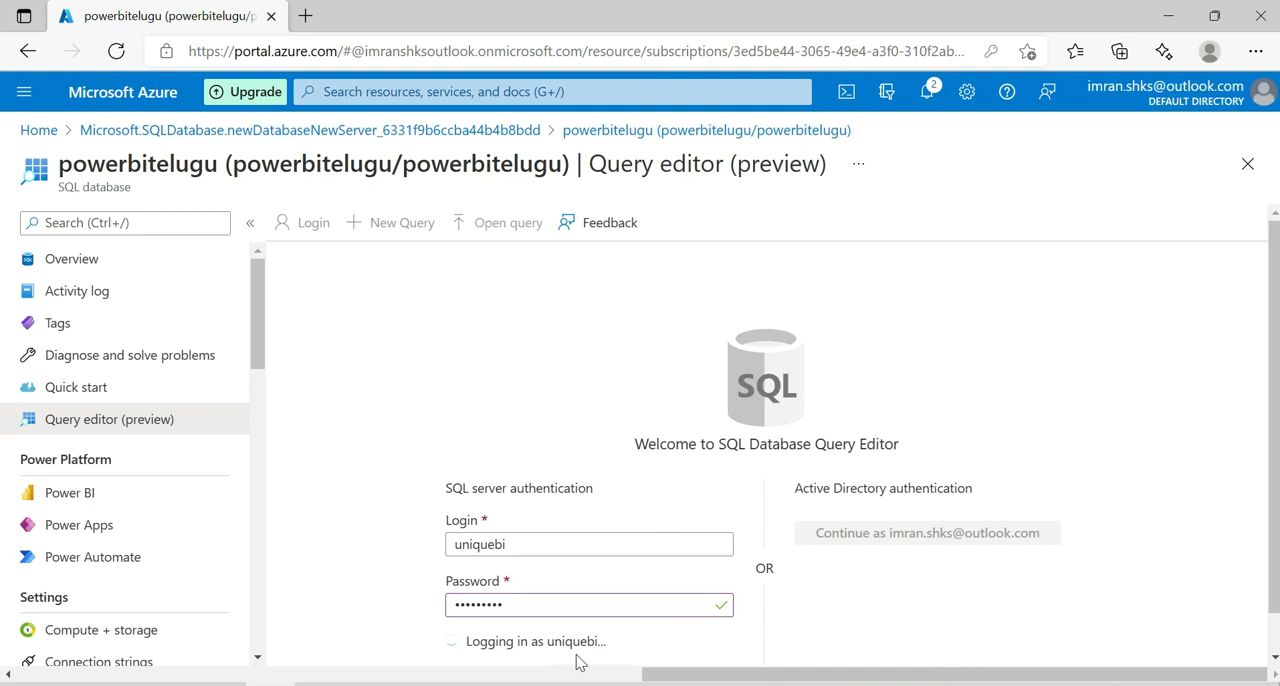 powerbitelugu (powerbitelugu/p
https://portal.azure.com/#@imranshksoutlook.onmicrosoft.com/resource/subscriptions/3ed5be44-3065-49e4-a3f0-310f2ab...
Microsoft Azure
Upgrade
Search resources, services, and docs (G+/)
2
imran.shks@outlook.com
DEFAULT DIRECTORY
Home > Microsoft.SQLDatabase.newDatabaseNewServer_6331f9b6ccba44b4b8bdd > powerbitelugu (powerbitelugu/powerbitelugu)
powerbitelugu (powerbitelugu/powerbitelugu) | Query editor (preview) ...
SQL database
Search (Ctrl+/)
«
Login
New Query
Open query
Feedback
Overview
Activity log
Tags
Diagnose and solve problems
Quick start
Query editor (preview)
Power Platform
Power BI
Power Apps
Power Automate
Settings
Compute + storage
Connection strings
SQL
Welcome to SQL Database Query Editor
SQL server authentication
Login *
uniquebi
Password *
•••••••••
Logging in as uniquebi...
OR
Active Directory authentication
Continue as imran.shks@outlook.com